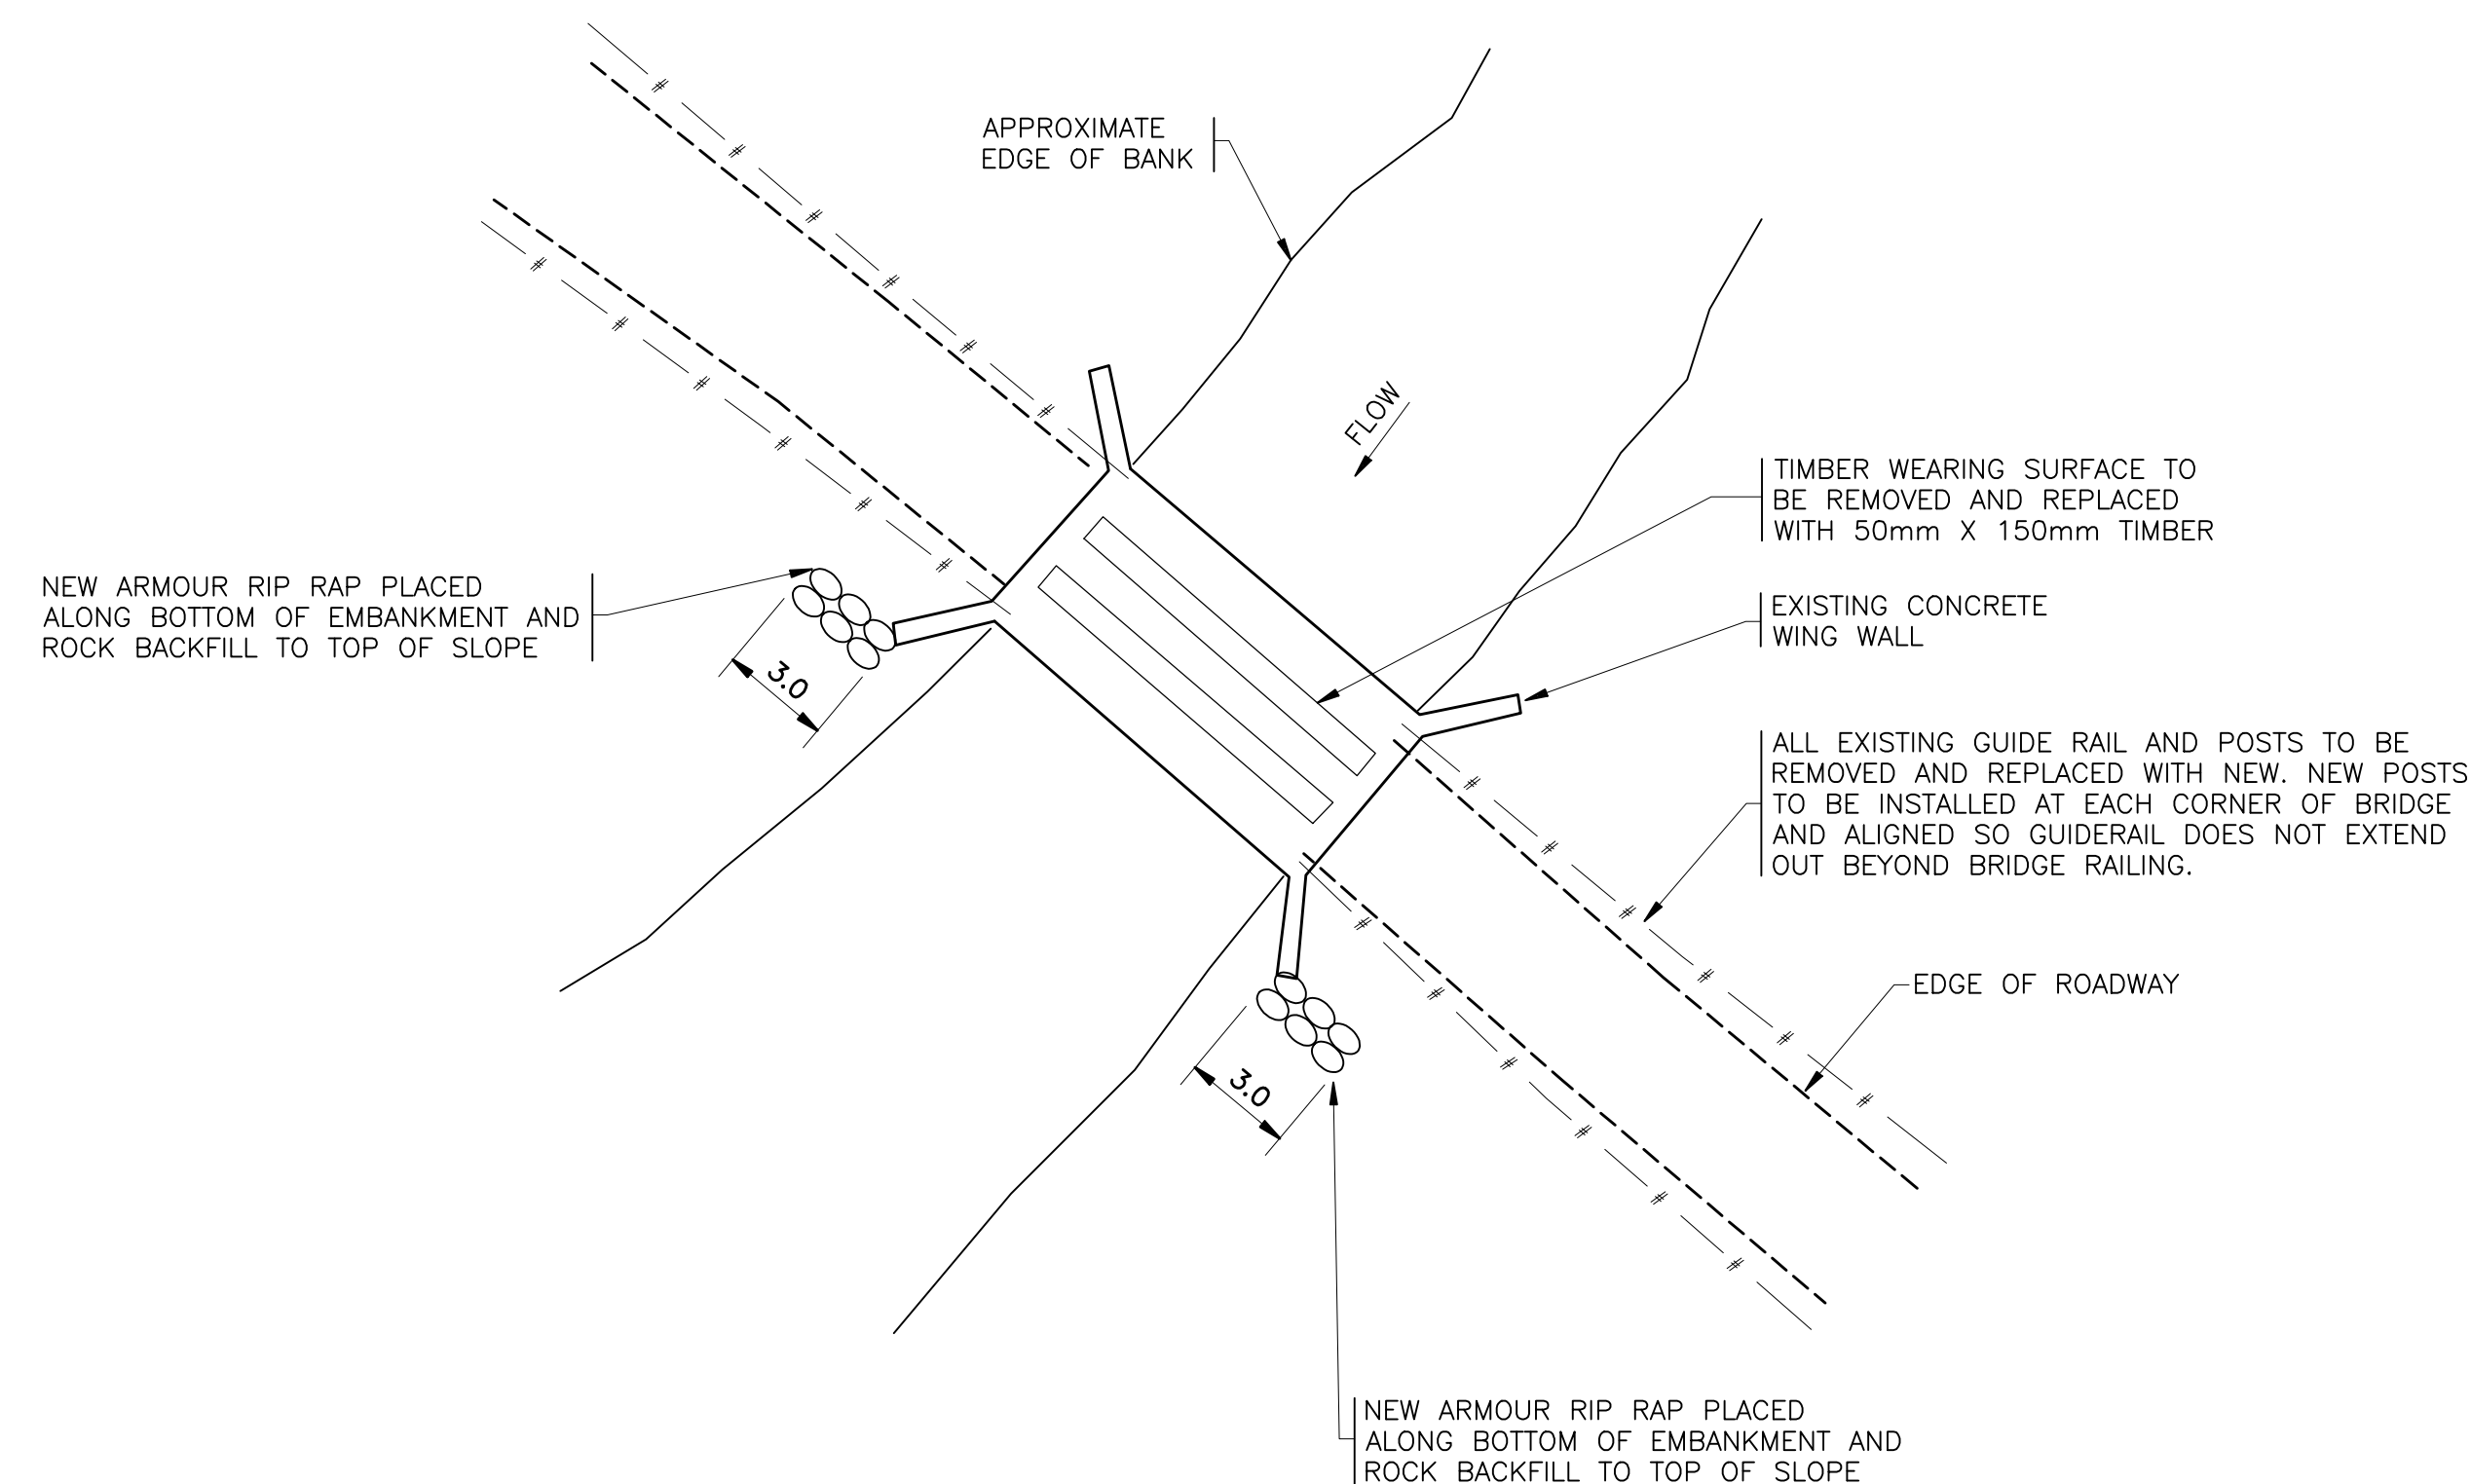 APPROXIMATE
EDGE OF BANK
FLOW
TIMBER WEARING SURFACE TO
BE REMOVED AND REPLACED
WITH 50mm X 150mm TIMBER
NEW ARMOUR RIP RAP PLACED
ALONG BOTTOM OF EMBANKMENT AND
ROCK BACKFILL TO TOP OF SLOPE
EXISTING CONCRETE
WING WALL
3.0
ALL EXISTING GUIDE RAIL AND POSTS TO BE
REMOVED AND REPLACED WITH NEW. NEW POSTS
TO BE INSTALLED AT EACH CORNER OF BRIDGE
AND ALIGNED SO GUIDERAIL DOES NOT EXTEND
OUT BEYOND BRIDGE RAILING.
EDGE OF ROADWAY
3.0
NEW ARMOUR RIP RAP PLACED
ALONG BOTTOM OF EMBANKMENT AND
ROCK BACKFILL TO TOP OF SLOPE